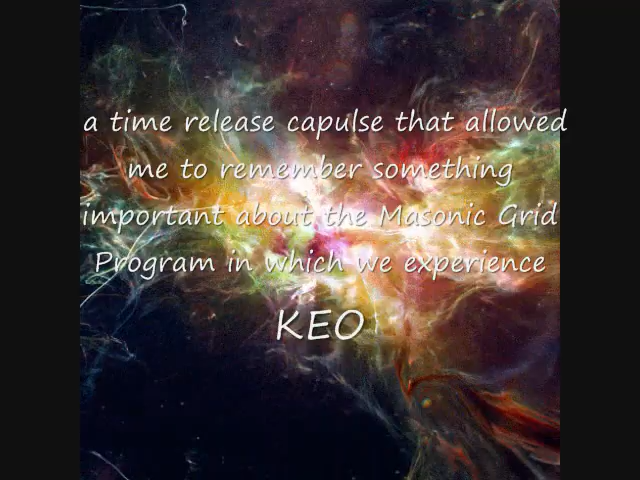 a time release capulse that allowed
me to remember something
important about the Masonic Grid
Program in which we experience
KEO